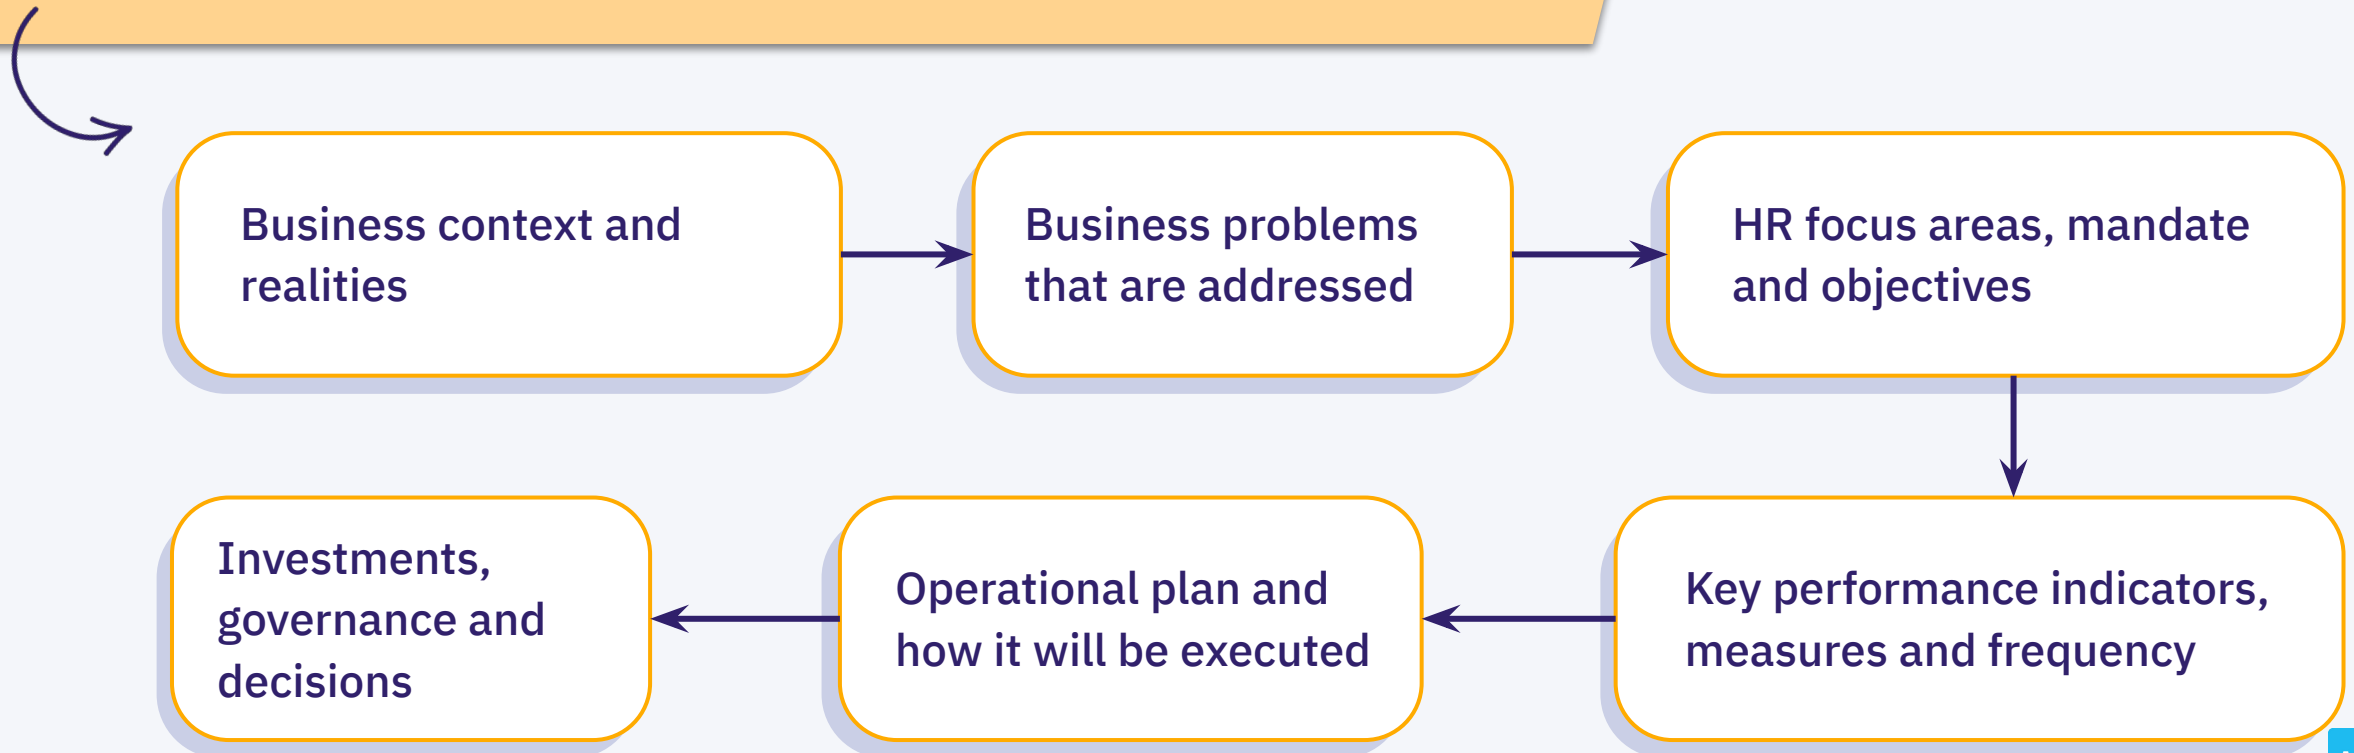 Business context and
realities
Business problems
that are addressed
HR focus areas, mandate
and objectives
Key performance indicators,
measures and frequency
Operational plan and
how it will be executed
Investments,
governance and
decisions